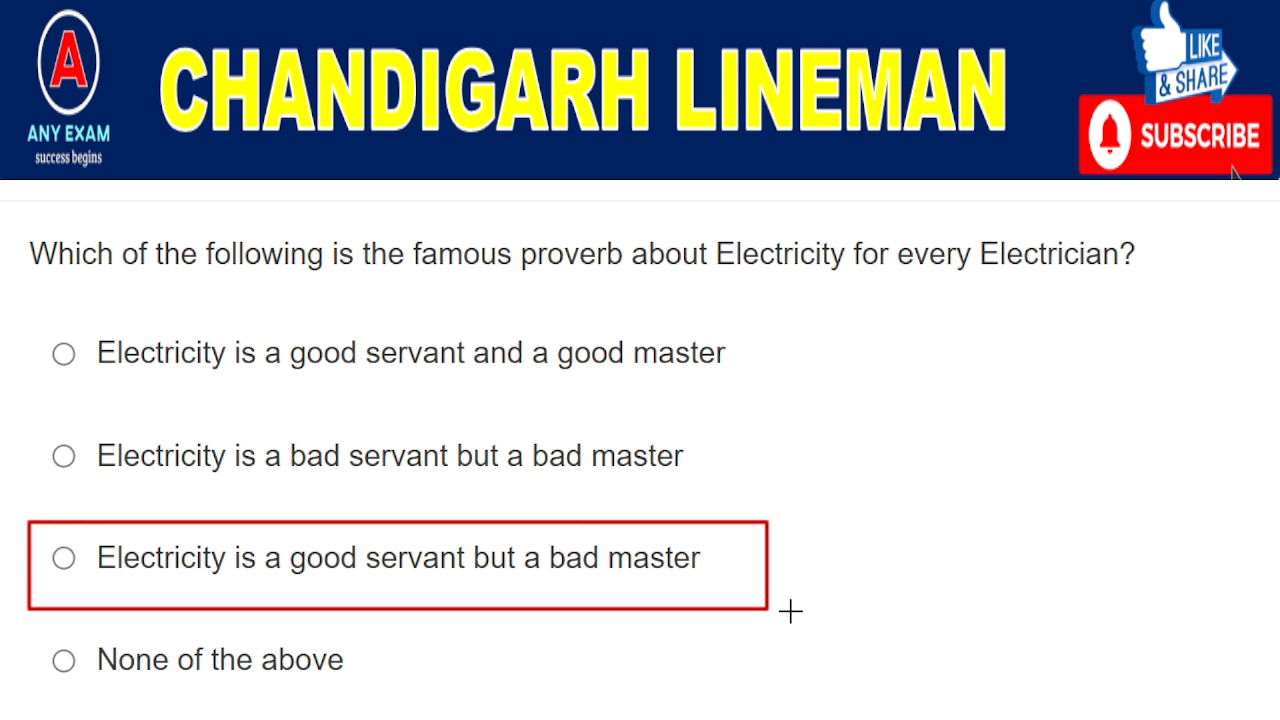 A
ANY EXAM
success begins
CHANDIGARH LINEMAN
LIKE
& SHARE
SUBSCRIBE
Which of the following is the famous proverb about Electricity for every Electrician?
Electricity is a good servant and a good master
Electricity is a bad servant but a bad master
Electricity is a good servant but a bad master
None of the above